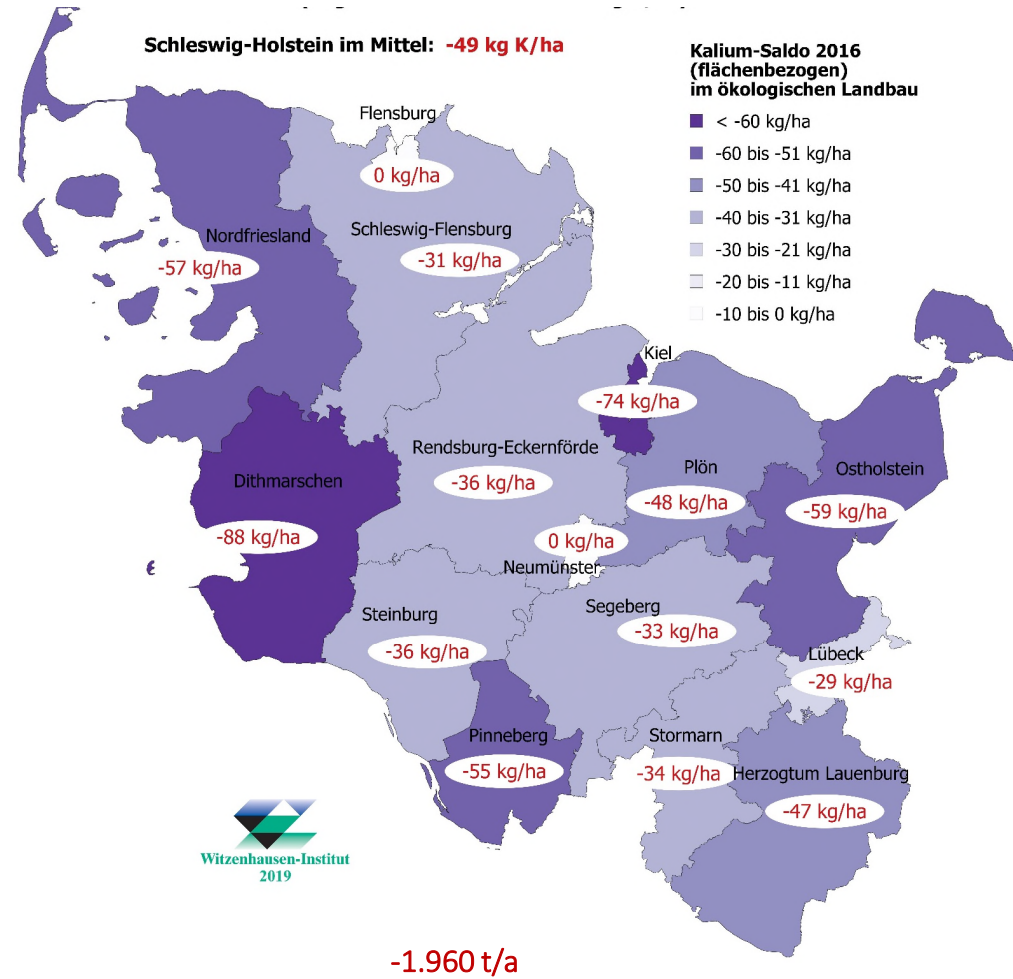 Schleswig-Holstein im Mittel: -49 kg K/ha
Kalium-Saldo 2016
(flächenbezogen)
im ökologischen Landbau
< -60 kg/ha
-60 bis -51 kg/ha
-50 bis -41 kg/ha
-40 bis -31 kg/ha
-30 bis -21 kg/ha
-20 bis -11 kg/ha
-10 bis 0 kg/ha
Flensburg
0 kg/ha
Nordfriesland
-57 kg/ha
Schleswig-Flensburg
-31 kg/ha
Kiel
-74 kg/ha
Rendsburg-Eckernförde
-36 kg/ha
Dithmarschen
-88 kg/ha
Plön
-48 kg/ha
Ostholstein
-59 kg/ha
0 kg/ha
Neumünster
Steinburg
-36 kg/ha
Segeberg
-33 kg/ha
Lübeck
-29 kg/ha
Pinneberg
-55 kg/ha
Stormarn
-34 kg/ha
Herzogtum Lauenburg
-47 kg/ha
Witzenhausen-Institut
2019
-1.960 t/a